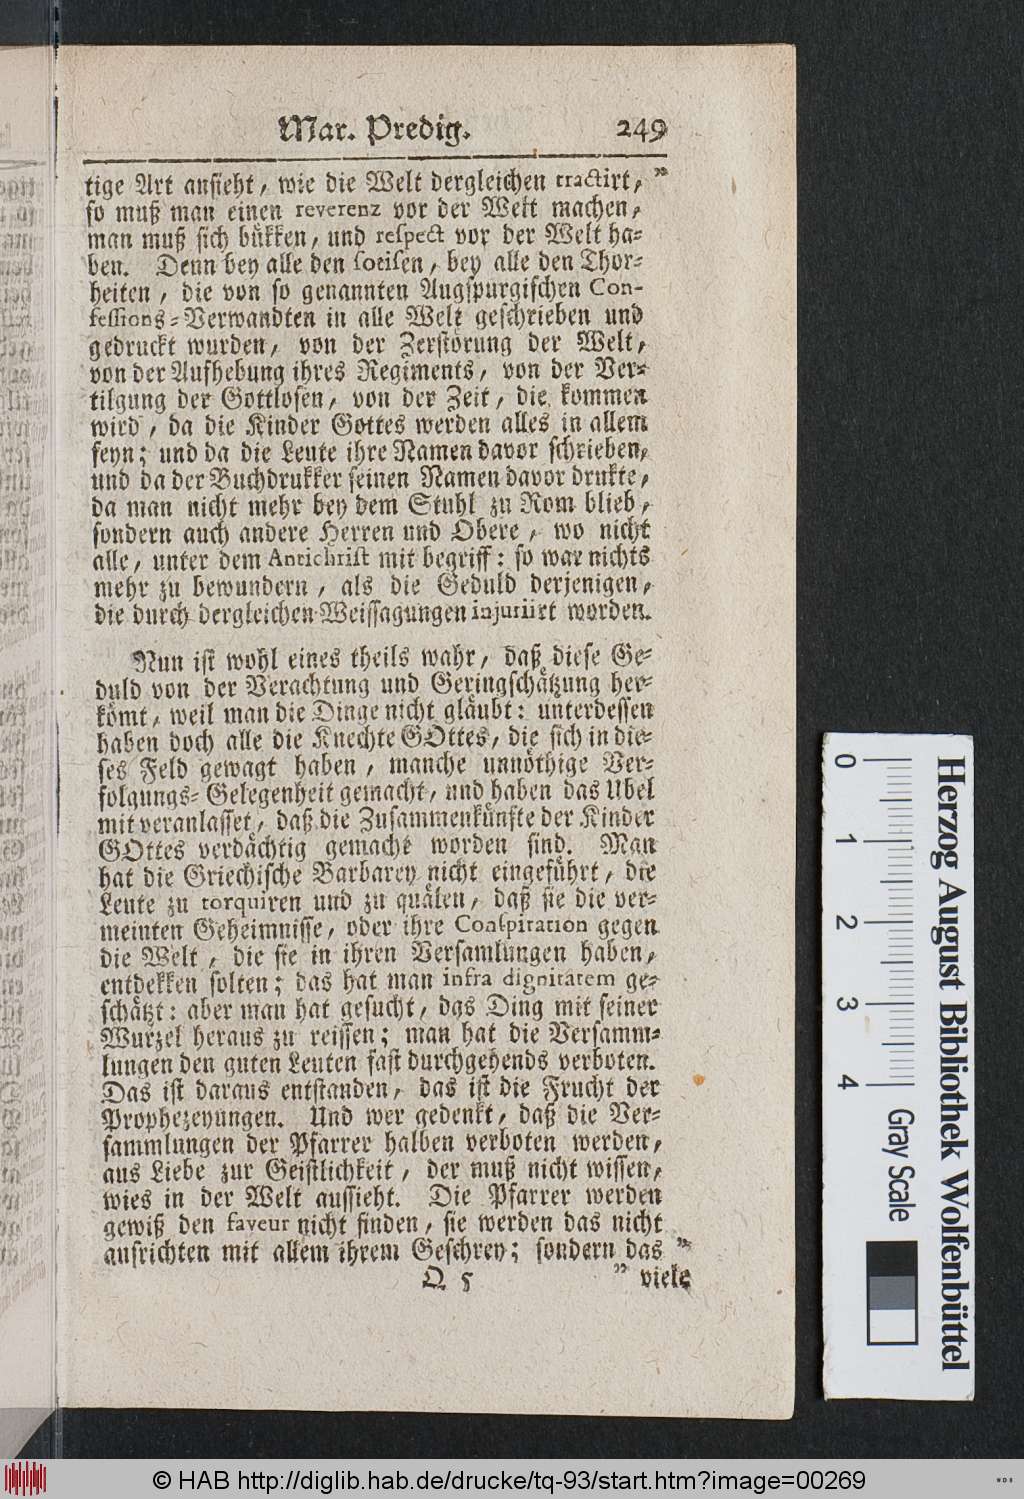 Mar. Predig. 249
tige Art ansieht, wie die Welt dergleichen tractirt, "
so muß man einen reverenz vor der Welt machen,
man muß sich bükken, und respect vor der Welt ha-
ben. Denn bey alle den sotisen, bey alle den Thor-
heiten, die von so genannten Augspurgischen Con-
fessions-Verwandten in alle Welt geschrieben und
gedruckt wurden, von der Zerstörung der Welt,
von der Aufhebung ihres Regiments, von der Ver-
tilgung der Gottlosen, von der Zeit, die kommen
wird, da die Kinder Gottes werden alles in allem
seyn; und da die Leute ihre Namen davor schrieben,
und da der Buchdrukker seinen Namen davor drukte,
da man nicht mehr bey dem Stuhl zu Rom blieb,
sondern auch andere Herren und Obere, wo nicht
alle, unter dem Antichrist mit begriff: so war nichts
mehr zu bewundern, als die Geduld derjenigen,
die durch dergleichen Weissagungen injuriirt worden.
Nun ist wohl eines theils wahr, daß diese Ge-
duld von der Verachtung und Geringschätzung her-
kömt, weil man die Dinge nicht gläubt: unterdessen
haben doch alle die Knechte GOttes, die sich in die-
ses Feld gewagt haben, manche unnöthige Ver-
folgungs-Gelegenheit gemacht, und haben das Ubel
mit veranlasset, daß die Zusammenkünfte der Kinder
GOttes verdächtig gemacht worden sind. Man
hat die Griechische Barbarey nicht eingeführt, die
Leute zu torquiren und zu quälen, daß sie die ver-
meinten Geheimnisse, oder ihre Conspiration gegen
die Welt, die sie in ihren Versamlungen haben,
entdekken solten; das hat man infra dignitatem ge-
schätzt: aber man hat gesucht, das Ding mit seiner
Wurzel heraus zu reissen; man hat die Versamm-
lungen den guten Leuten fast durchgehends verboten.
Das ist daraus entstanden, das ist die Frucht der
Prophezeyungen. Und wer gedenkt, daß die Ver-
sammlungen der Pfarrer halben verboten werden,
aus Liebe zur Geistlichkeit, der muß nicht wissen,
wies in der Welt aussieht. Die Pfarrer werden
gewiß den faveur nicht finden, sie werden das nicht
ausrichten mit allem ihrem Geschrey; sondern das "
Q 5 " viele
0 1 2 3 4 Gray Scale
Herzog August Bibliothek Wolfenbüttel
© HAB http://diglib.hab.de/drucke/tq-93/start.htm?image=00269